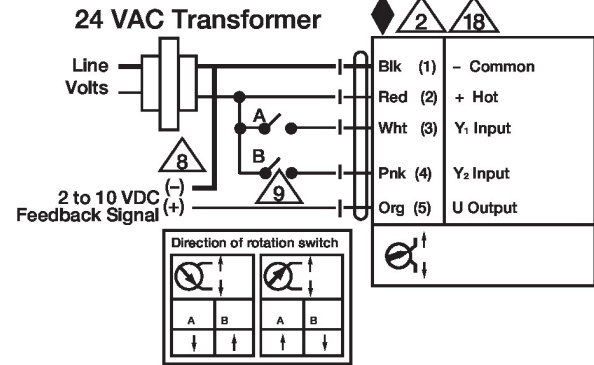 24 VAC Transformer
2 18
Line
Volts
Blk (1) – Common
Red (2) + Hot
A
Wht (3) Y₁ Input
B
Pnk (4) Y₂ Input
8
9
2 to 10 VDC (–)
Feedback Signal (+)
Org (5) U Output
Direction of rotation switch
A B A B